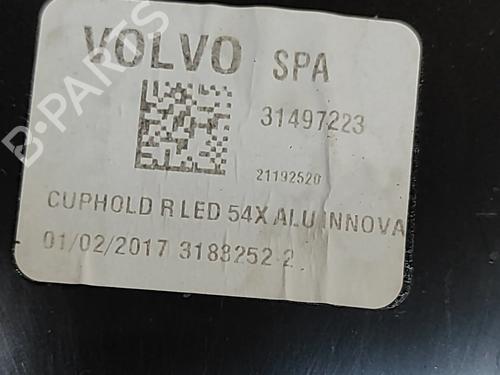 VOLVO SPA
31497223
21192520
CUPHOLD R LED 54X ALU INNOVA
01/02/2017 3188252 2
B-PARTS